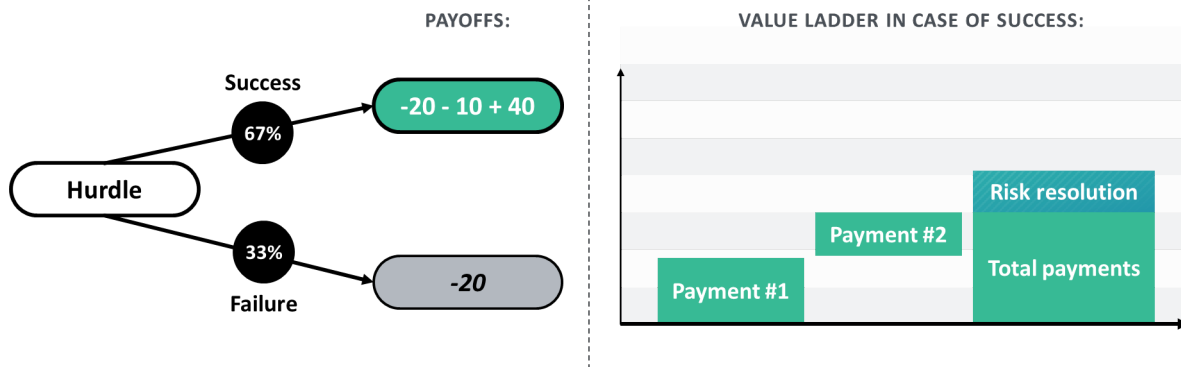 PAYOFFS:
Success
67%
-20 - 10 + 40
Hurdle
33%
Failure
-20
VALUE LADDER IN CASE OF SUCCESS:
Payment #1
Payment #2
Risk resolution
Total payments